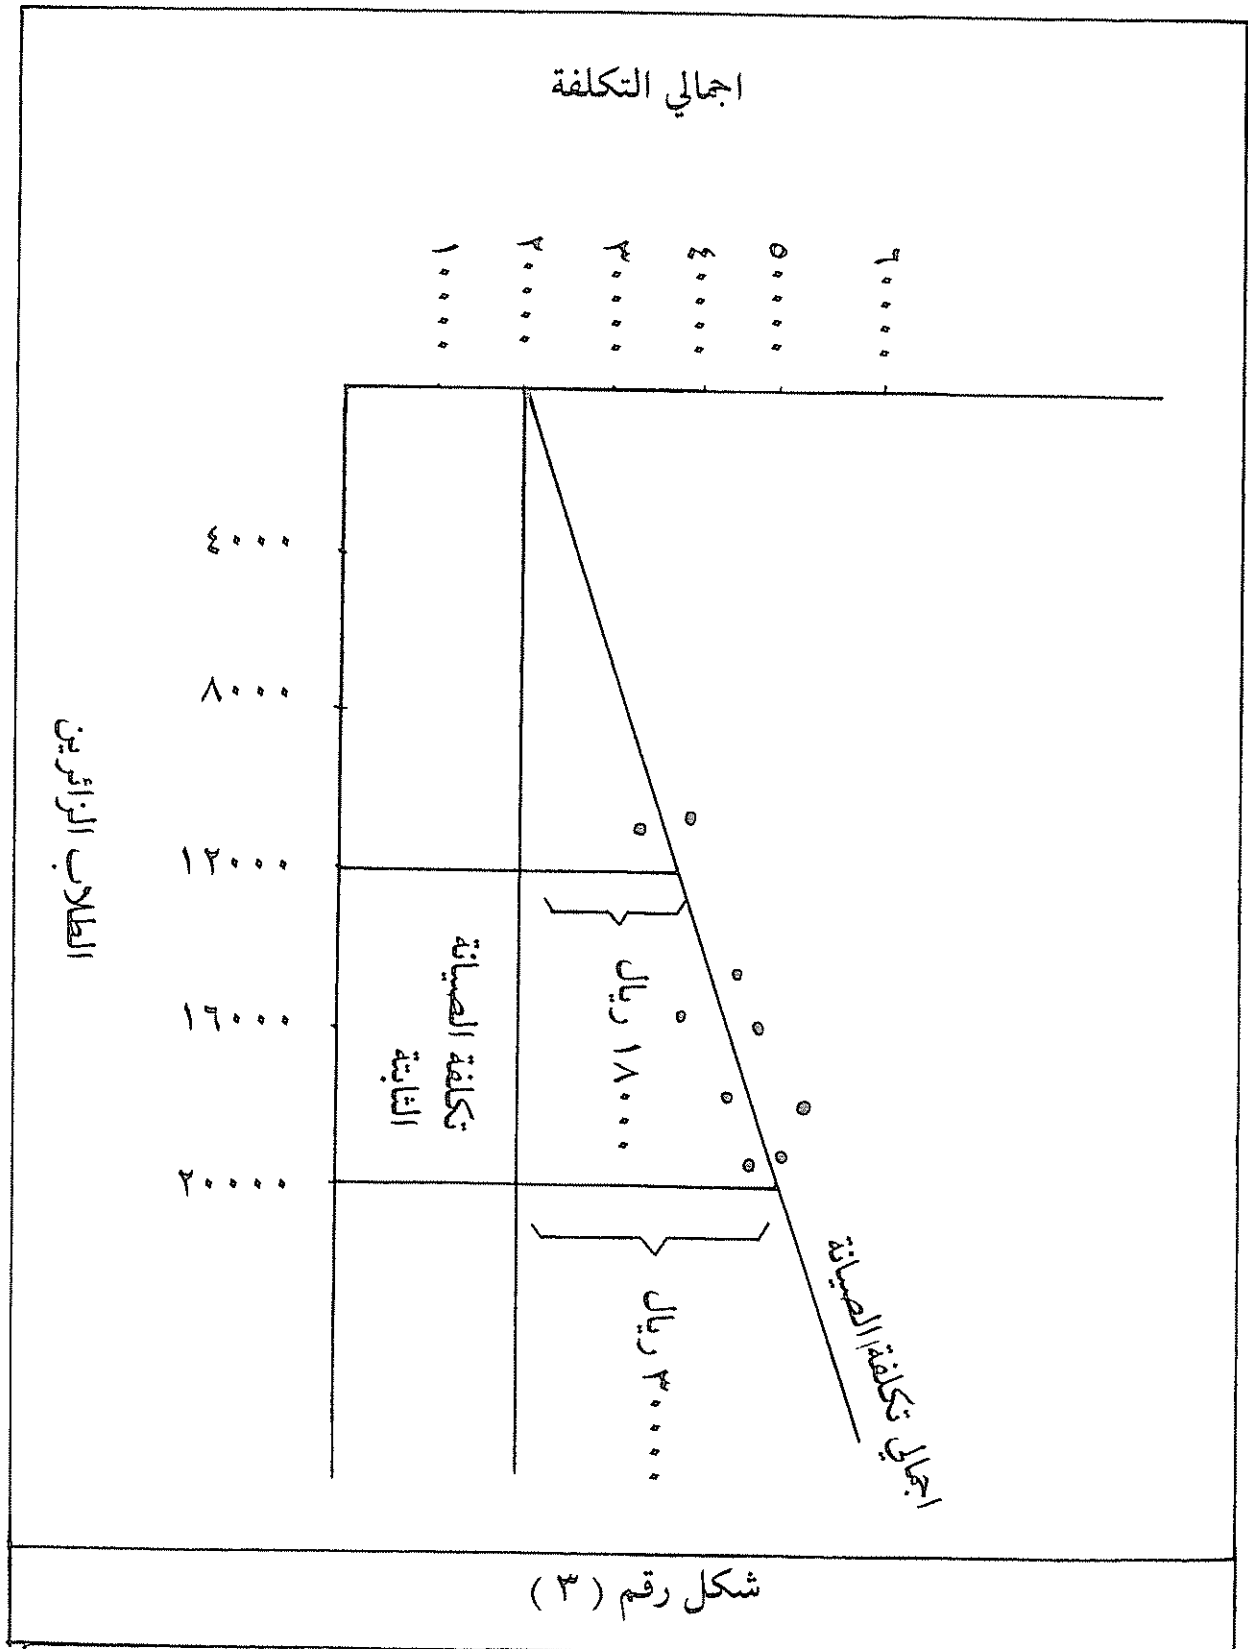 اجمالي التكلفة
١٠٠٠٠
٢٠٠٠٠
٣٠٠٠٠
٤٠٠٠٠
٥٠٠٠٠
٦٠٠٠٠
٤٠٠٠
٨٠٠٠
١٢٠٠٠
١٦٠٠٠
٢٠٠٠٠
الطلاب الزائرين
تكلفة الصيانة
الثابتة
١٨٠٠٠ ريال
٣٠٠٠٠ ريال
اجمالي تكلفة الصيانة
شكل رقم ( ٣ )